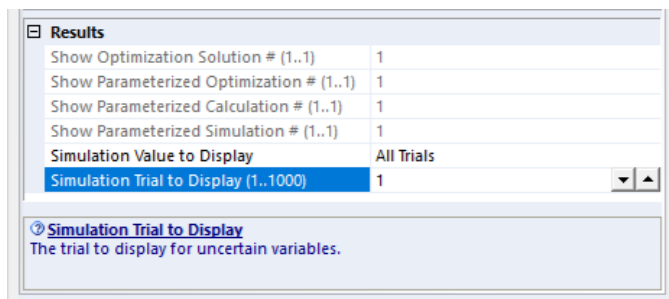 Results
Show Optimization Solution # (1..1) 1
Show Parameterized Optimization # (1..1) 1
Show Parameterized Calculation # (1..1) 1
Show Parameterized Simulation # (1..1) 1
Simulation Value to Display All Trials
Simulation Trial to Display (1..1000) 1
Simulation Trial to Display
The trial to display for uncertain variables.